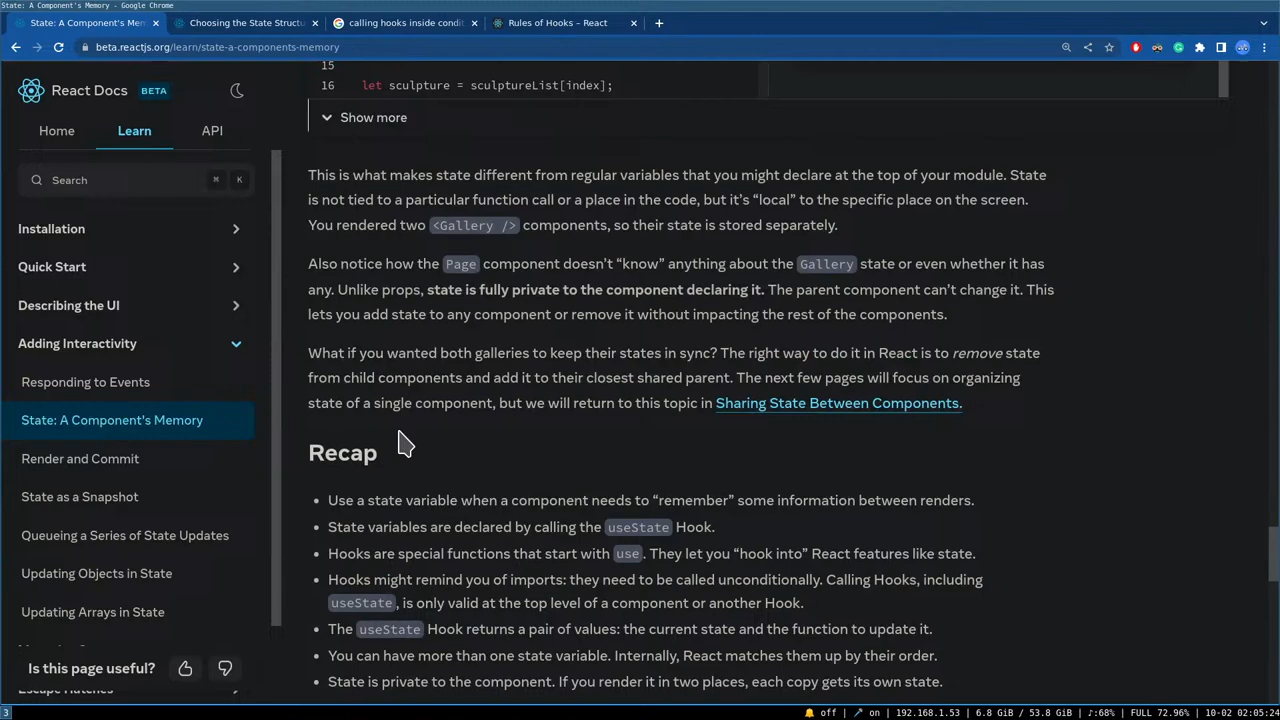 State: A Component's Memory - Google Chrome
State: A Component's Mem
Choosing the State Structu
calling hooks inside condit
Rules of Hooks – React
beta.reactjs.org/learn/state-a-components-memory
React Docs BETA
Home Learn API
Search ⌘ K
Installation
Quick Start
Describing the UI
Adding Interactivity
Responding to Events
State: A Component's Memory
Render and Commit
State as a Snapshot
Queueing a Series of State Updates
Updating Objects in State
Updating Arrays in State
Is this page useful?
Escape Hatches
15
16 let sculpture = sculptureList[index];
Show more
This is what makes state different from regular variables that you might declare at the top of your module. State
is not tied to a particular function call or a place in the code, but it's “local” to the specific place on the screen.
You rendered two <Gallery /> components, so their state is stored separately.
Also notice how the Page component doesn't “know” anything about the Gallery state or even whether it has
any. Unlike props, state is fully private to the component declaring it. The parent component can't change it. This
lets you add state to any component or remove it without impacting the rest of the components.
What if you wanted both galleries to keep their states in sync? The right way to do it in React is to remove state
from child components and add it to their closest shared parent. The next few pages will focus on organizing
state of a single component, but we will return to this topic in Sharing State Between Components.
Recap
• Use a state variable when a component needs to “remember” some information between renders.
• State variables are declared by calling the useState Hook.
• Hooks are special functions that start with use. They let you “hook into” React features like state.
• Hooks might remind you of imports: they need to be called unconditionally. Calling Hooks, including
useState, is only valid at the top level of a component or another Hook.
• The useState Hook returns a pair of values: the current state and the function to update it.
• You can have more than one state variable. Internally, React matches them up by their order.
• State is private to the component. If you render it in two places, each copy gets its own state.
3
off | on | 192.168.1.53 | 6.8 GiB / 53.8 GiB | ♪:68% | FULL 72.96% | 10-02 02:05:24